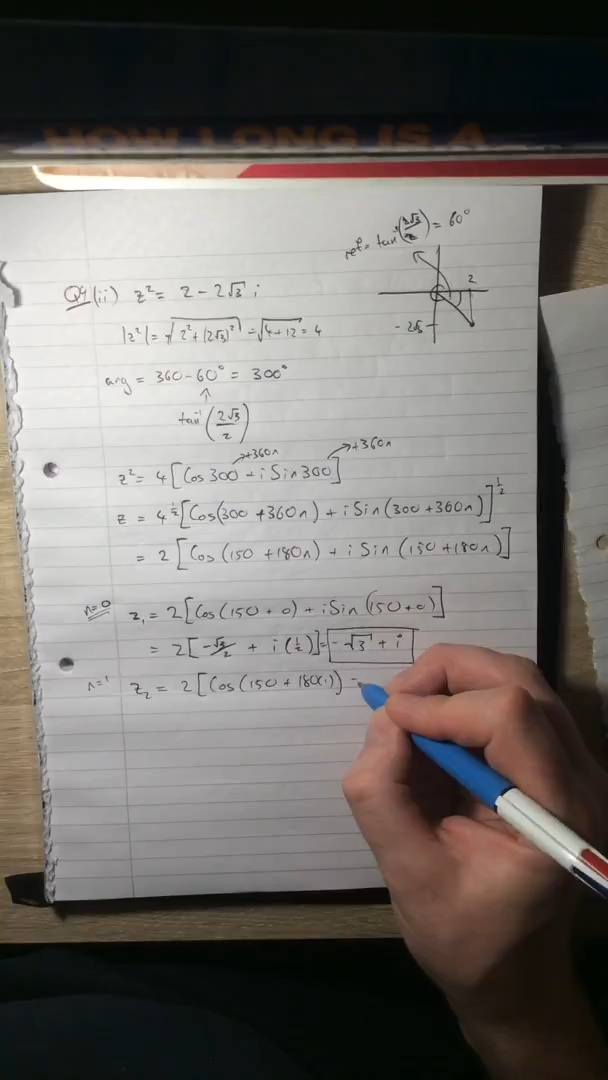 HOW LONG IS A
ref = tan⁻¹(2√3/2) = 60°
2
-2√3
Q9 (ii) z² = 2 - 2√3 i
|z²| = √(2² + (2√3)²) = √(4+12) = 4
arg = 360 - 60° = 300°
tan⁻¹(2√3/2)
+360n +360n
z² = 4[Cos 300 + i Sin 300]
z = 4^½[Cos(300 + 360n) + i Sin(300 + 360n)]^½
= 2[Cos(150 + 180n) + i Sin(150 + 180n)]
n=0 z₁ = 2[Cos(150 + 0) + i Sin(150 + 0)]
= 2[-√3/2 + i(½)] = -√3 + i
n=1 z₂ = 2[Cos(150 + 180(1)) -